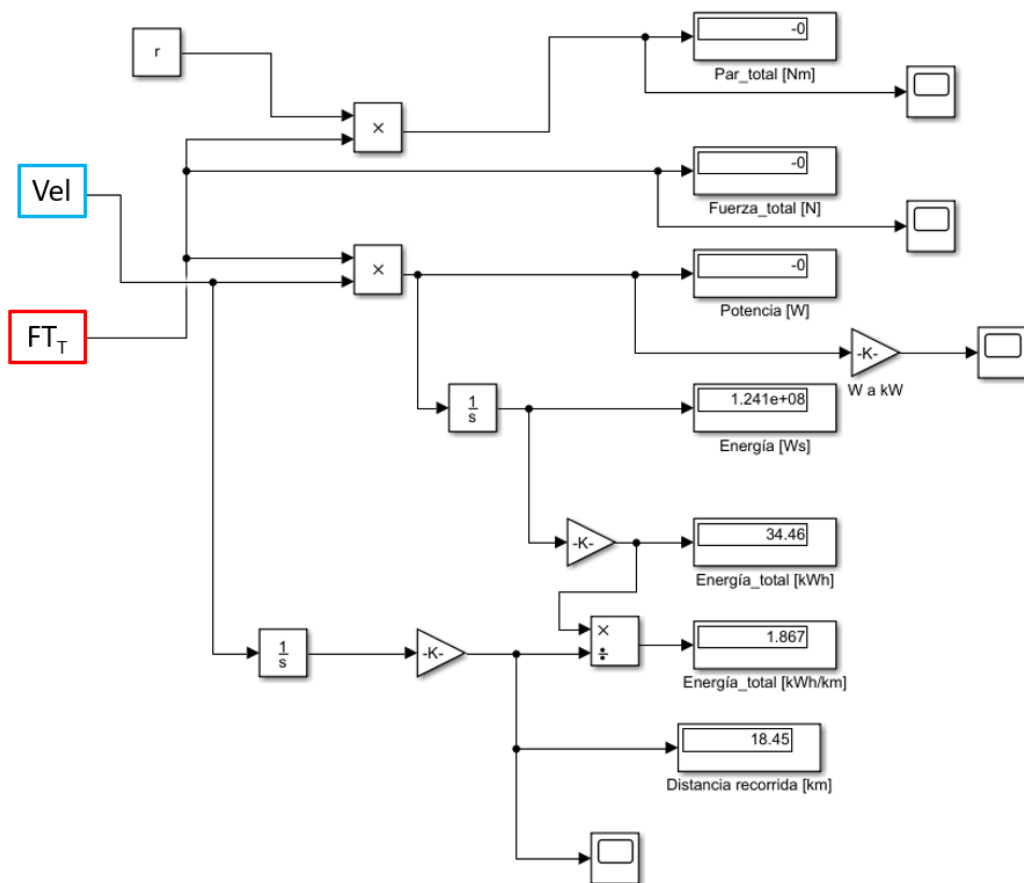 r
-0
Par_total [Nm]
×
Vel
-0
Fuerza_total [N]
×
-0
Potencia [W]
FT_T
-K-
W a kW
1
s
1.241e+08
Energía [Ws]
-K-
34.46
Energía_total [kWh]
1
s
-K-
×
÷
1.867
Energía_total [kWh/km]
18.45
Distancia recorrida [km]